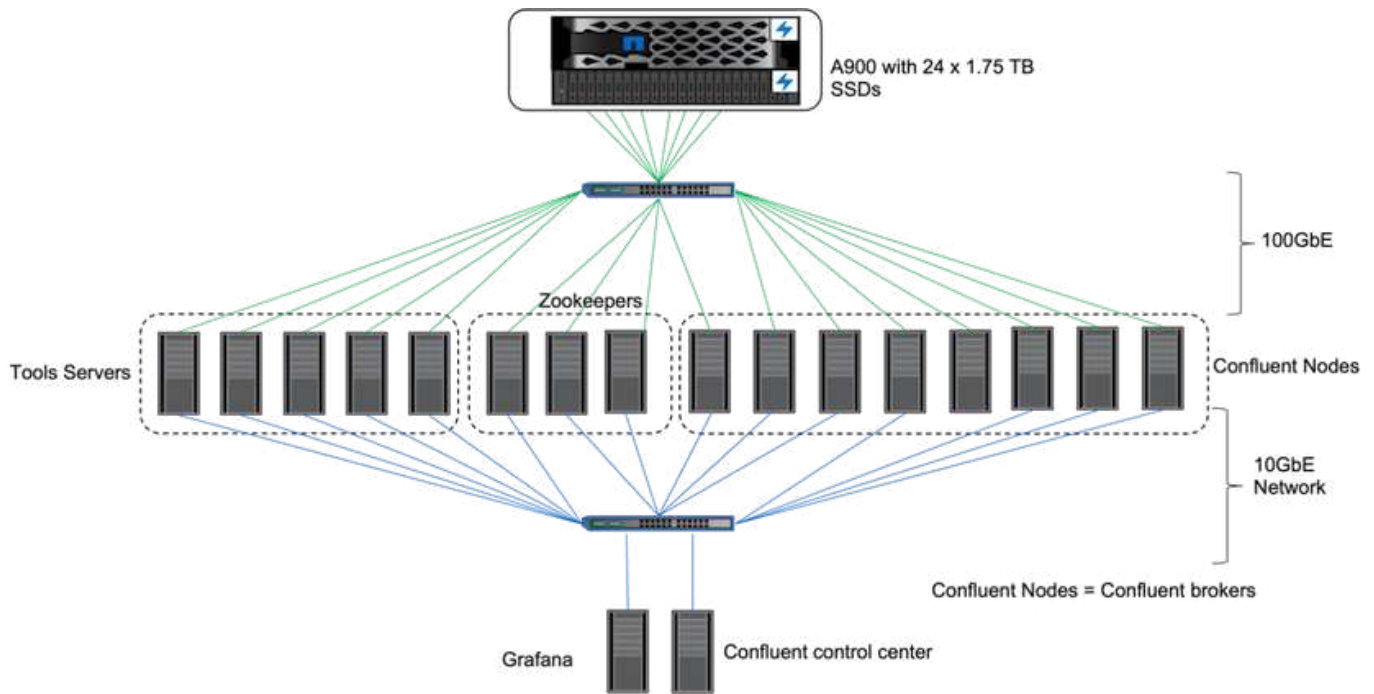 A900 with 24 x 1.75 TB
SSDs
100GbE
Zookeepers
Tools Servers
Confluent Nodes
10GbE
Network
Confluent Nodes = Confluent brokers
Grafana
Confluent control center